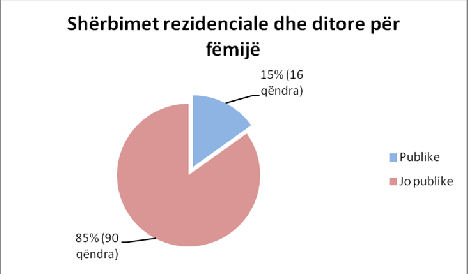 Shërbimet rezidenciale dhe ditore për
fëmijë
15% (16
qëndra)
Publike
Jo publike
85% (90
qëndra)